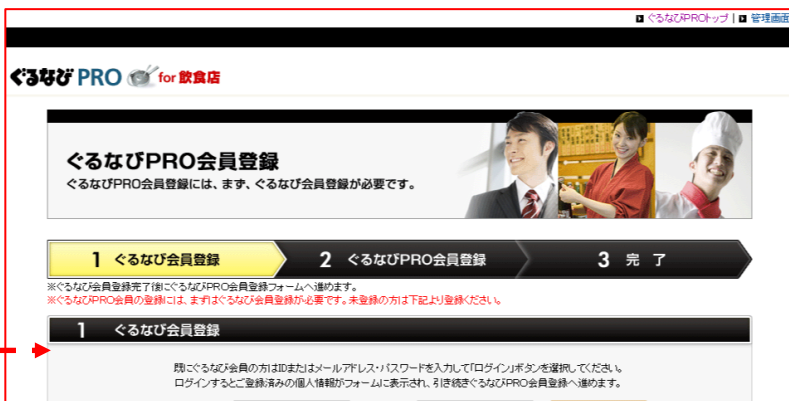 ぐるなびPROトップ | 管理画面
ぐるなび PRO for 飲食店
ぐるなびPRO会員登録
ぐるなびPRO会員登録には、まず、ぐるなび会員登録が必要です。
1 ぐるなび会員登録 2 ぐるなびPRO会員登録 3 完了
※ぐるなび会員登録完了後にぐるなびPRO会員登録フォームへ進めます。
※ぐるなびPRO会員の登録には、まずはぐるなび会員登録が必要です。未登録の方は下記より登録ください。
1 ぐるなび会員登録
既にぐるなび会員の方はIDまたはメールアドレス・パスワードを入力して「ログイン」ボタンを選択してください。
ログインするとご登録済みの個人情報がフォームに表示され、引き続きぐるなびPRO会員登録へ進めます。